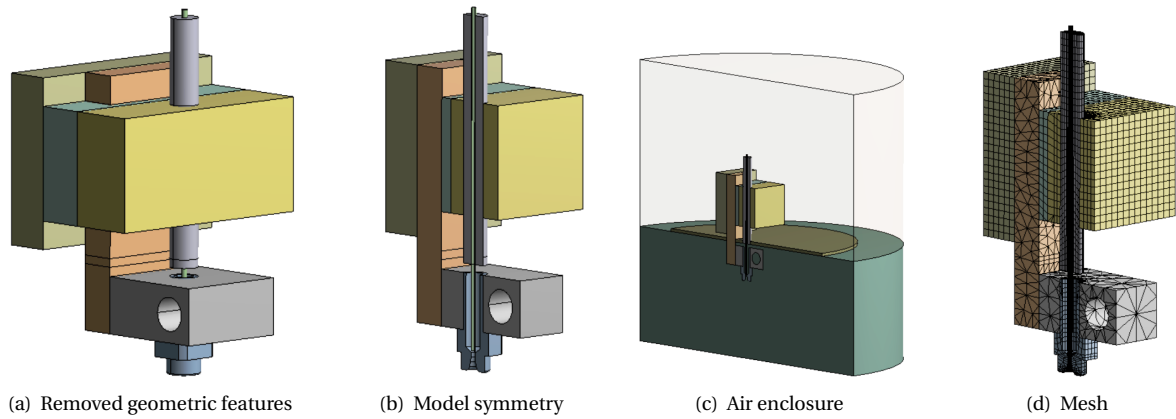 (a) Removed geometric features
(b) Model symmetry
(c) Air enclosure
(d) Mesh